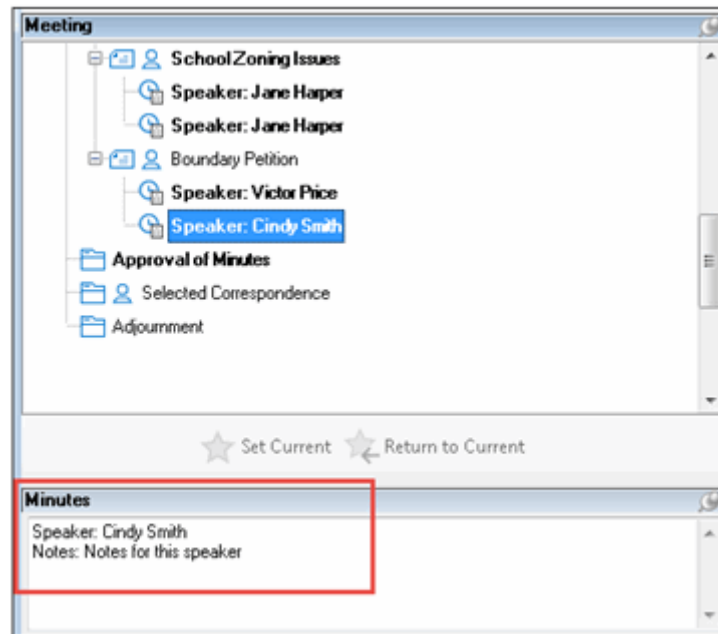 Meeting
School Zoning Issues
Speaker: Jane Harper
Speaker: Jane Harper
Boundary Petition
Speaker: Victor Price
Speaker: Cindy Smith
Approval of Minutes
Selected Correspondence
Adjournment
Set Current Return to Current
Minutes
Speaker: Cindy Smith
Notes: Notes for this speaker